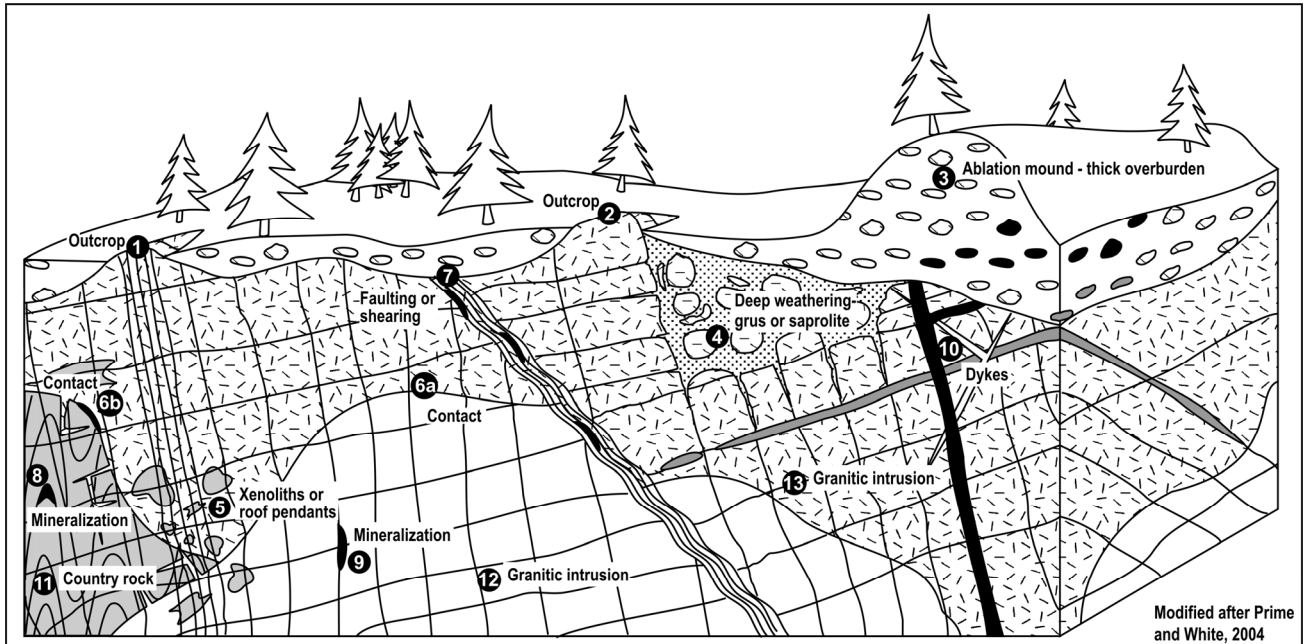 3 Ablation mound - thick overburden
Outcrop 2
Outcrop 1
7
Faulting or
shearing
Deep weathering-
grus or saprolite
4
10
Dykes
Contact
6b
6a
Contact
8
Mineralization
5 Xenoliths or
roof pendants
13 Granitic intrusion
Mineralization
9
11 Country rock
12 Granitic intrusion
Modified after Prime
and White, 2004